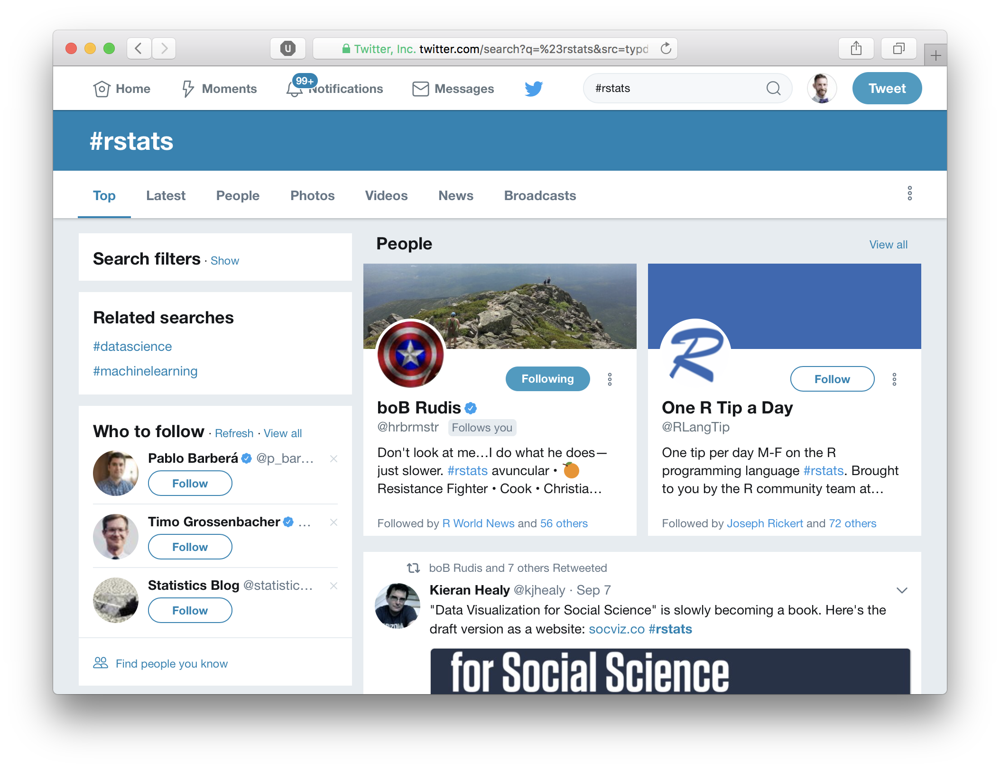 Twitter, Inc. twitter.com/search?q=%23rstats&src=typd
Home
Moments
99+
Notifications
Messages
#rstats
Tweet
#rstats
Top
Latest
People
Photos
Videos
News
Broadcasts
Search filters · Show
Related searches
#datascience
#machinelearning
Who to follow · Refresh · View all
Pablo Barberá @p_bar…
Follow
Timo Grossenbacher …
Follow
Statistics Blog @statistic…
Follow
Find people you know
People
View all
Following
boB Rudis
@hrbrmstr Follows you
Don't look at me…I do what he does—
just slower. #rstats avuncular • 🍊
Resistance Fighter • Cook • Christia…
Followed by R World News and 56 others
R
Follow
One R Tip a Day
@RLangTip
One tip per day M-F on the R
programming language #rstats. Brought
to you by the R community team at…
Followed by Joseph Rickert and 72 others
boB Rudis and 7 others Retweeted
Kieran Healy @kjhealy · Sep 7
"Data Visualization for Social Science" is slowly becoming a book. Here's the
draft version as a website: socviz.co #rstats
for Social Science